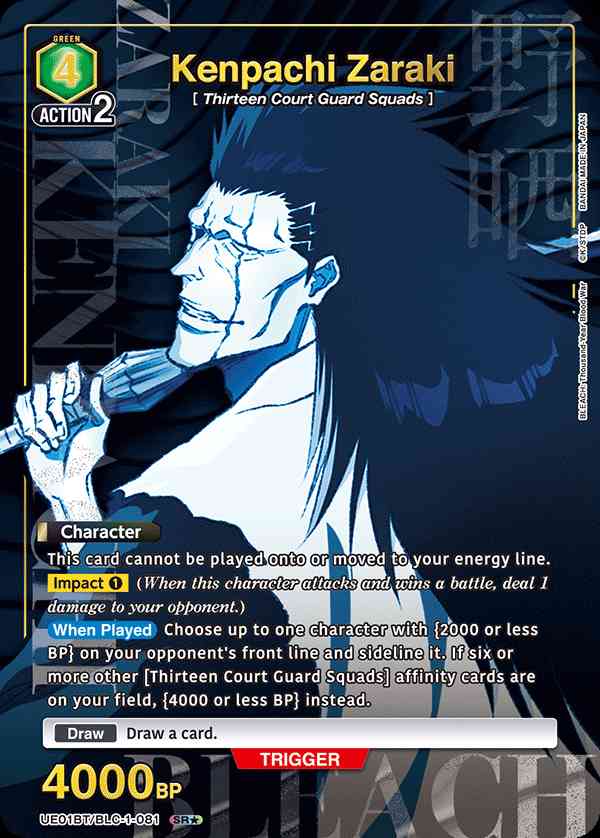 GREEN
4
ACTION2
Kenpachi Zaraki
[ Thirteen Court Guard Squads ]
ZARAKI
KENPACHI
野
晒
©K/STDP BANDAI MADE IN JAPAN
BLEACH: Thousand-Year Blood War
Character
This card cannot be played onto or moved to your energy line.
Impact ❶ (When this character attacks and wins a battle, deal 1
damage to your opponent.)
When Played Choose up to one character with {2000 or less
BP} on your opponent's front line and sideline it. If six or
more other [Thirteen Court Guard Squads] affinity cards are
on your field, {4000 or less BP} instead.
Draw Draw a card.
TRIGGER
4000BP
BLEACH
UE01BT/BLC-1-081 SR★